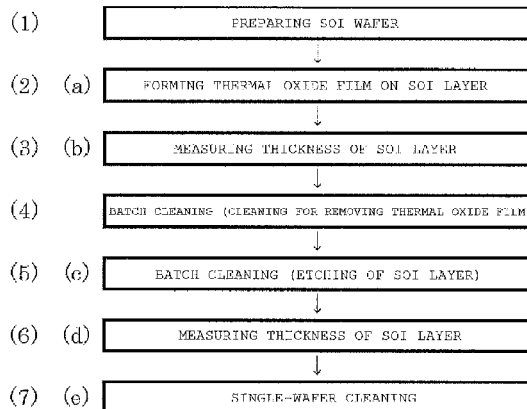 (1) PREPARING SOI WAFER
(2) (a) FORMING THERMAL OXIDE FILM ON SOI LAYER
(3) (b) MEASURING THICKNESS OF SOI LAYER
(4) BATCH CLEANING (CLEANING FOR REMOVING THERMAL OXIDE FILM
(5) (c) BATCH CLEANING (ETCHING OF SOI LAYER)
(6) (d) MEASURING THICKNESS OF SOI LAYER
(7) (e) SINGLE-WAFER CLEANING